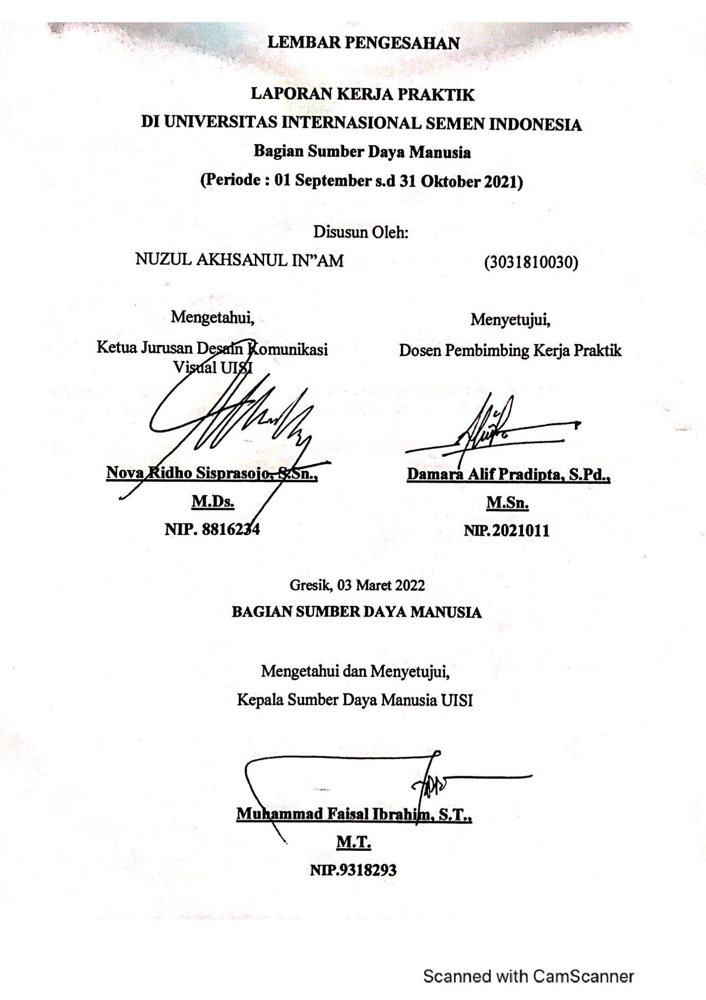 LEMBAR PENGESAHAN
LAPORAN KERJA PRAKTIK
DI UNIVERSITAS INTERNASIONAL SEMEN INDONESIA
Bagian Sumber Daya Manusia
(Periode : 01 September s.d 31 Oktober 2021)
Disusun Oleh:
NUZUL AKHSANUL IN”AM (3031810030)
Mengetahui,
Ketua Jurusan Desain Komunikasi
Visual UISI
Nova Ridho Sisprasojo, S.Sn.,
M.Ds.
NIP. 8816234
Menyetujui,
Dosen Pembimbing Kerja Praktik
Damara Alif Pradipta, S.Pd.,
M.Sn.
NIP.2021011
Gresik, 03 Maret 2022
BAGIAN SUMBER DAYA MANUSIA
Mengetahui dan Menyetujui,
Kepala Sumber Daya Manusia UISI
Muhammad Faisal Ibrahim, S.T.,
M.T.
NIP.9318293
Scanned with CamScanner